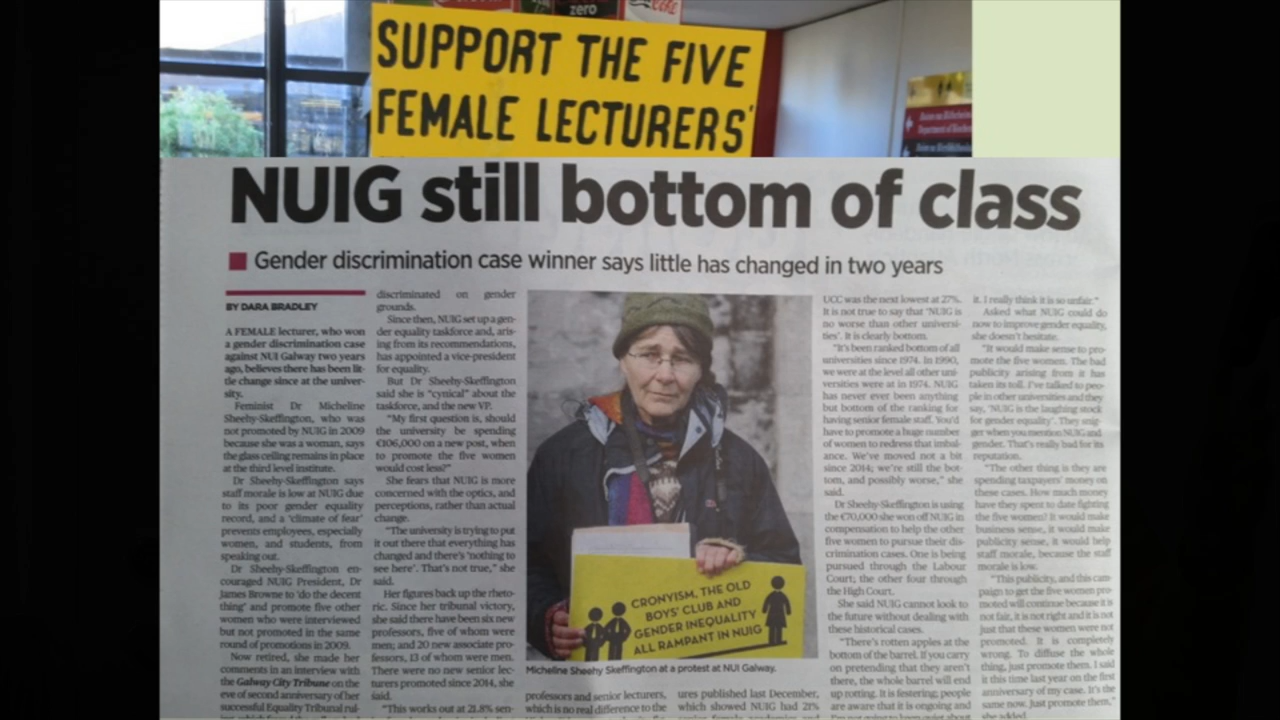 zero
SUPPORT THE FIVE
FEMALE LECTURERS'
NUIG still bottom of class
Gender discrimination case winner says little has changed in two years
BY DARA BRADLEY
A FEMALE lecturer, who won
a gender discrimination case
against NUI Galway two years
ago, believes there has been lit-
tle change since at the univer-
sity.
Feminist Dr Micheline
Sheehy-Skeffington, who was
not promoted by NUIG in 2009
because she was a woman, says
the glass ceiling remains in place
at the third level institute.
Dr Sheehy-Skeffington says
staff morale is low at NUIG due
to its poor gender equality
record, and a 'climate of fear'
prevents employees, especially
women, and students, from
speaking out.
Dr Sheehy-Skeffington en-
couraged NUIG President, Dr
James Browne to 'do the decent
thing' and promote five other
women who were interviewed
but not promoted in the same
round of promotions in 2009.
Now retired, she made her
comments in an interview with
the Galway City Tribune on the
eve of second anniversary of her
successful Equality Tribunal rul-
discriminated on gender
grounds.
Since then, NUIG set up a gen-
der equality taskforce and, aris-
ing from its recommendations,
has appointed a vice-president
for equality.
But Dr Sheehy-Skeffington
said she is "cynical" about the
taskforce, and the new VP.
"My first question is, should
the university be spending
€106,000 on a new post, when
to promote the five women
would cost less?"
She fears that NUIG is more
concerned with the optics, and
perceptions, rather than actual
change.
"The university is trying to put
it out there that everything has
changed and there's 'nothing to
see here'. That's not true," she
said.
Her figures back up the rheto-
ric. Since her tribunal victory,
she said there have been six new
professors, five of whom were
men; and 20 new associate pro-
fessors, 13 of whom were men.
There were no new senior lec-
turers promoted since 2014, she
said.
"This works out at 21.8% sen-
CRONYISM, THE OLD
BOYS' CLUB AND
GENDER INEQUALITY
ALL RAMPANT IN NUIG
Micheline Sheehy Skeffington at a protest at NUI Galway.
professors and senior lecturers,
which is no real difference to the
ures published last December,
which showed NUIG had 21%
UCC was the next lowest at 27%.
It is not true to say that 'NUIG is
no worse than other universi-
ties'. It is clearly bottom.
"It's been ranked bottom of all
universities since 1974. In 1990,
we were at the level all other uni-
versities were at in 1974. NUIG
has never ever been anything
but bottom of the ranking for
having senior female staff. You'd
have to promote a huge number
of women to redress that imbal-
ance. We've moved not a bit
since 2014; we're still the bot-
tom, and possibly worse," she
said.
Dr Sheehy-Skeffington is using
the €70,000 she won off NUIG in
compensation to help the other
five women to pursue their dis-
crimination cases. One is being
pursued through the Labour
Court; the other four through
the High Court.
She said NUIG cannot look to
the future without dealing with
these historical cases.
"There's rotten apples at the
bottom of the barrel. If you carry
on pretending that they aren't
there, the whole barrel will end
up rotting. It is festering; people
are aware that it is ongoing and
it. I really think it is so unfair."
Asked what NUIG could do
now to improve gender equality,
she doesn't hesitate.
"It would make sense to pro-
mote the five women. The bad
publicity arising from it has
taken its toll. I've talked to peo-
ple in other universities and they
say, 'NUIG is the laughing stock
for gender equality'. They snig-
ger when you mention NUIG and
gender. That's really bad for its
reputation.
"The other thing is they are
spending taxpayers' money on
these cases. How much money
have they spent to date fighting
the five women? It would make
business sense, it would make
publicity sense, it would help
staff morale, because the staff
morale is low.
"This publicity, and this cam-
paign to get the five women pro-
moted will continue because it is
not fair, it is not right and it is not
just that these women were not
promoted. It is completely
wrong. To diffuse the whole
thing, just promote them. I said
it this time last year on the first
anniversary of my case. It's the
same now. Just promote them,"
she added.